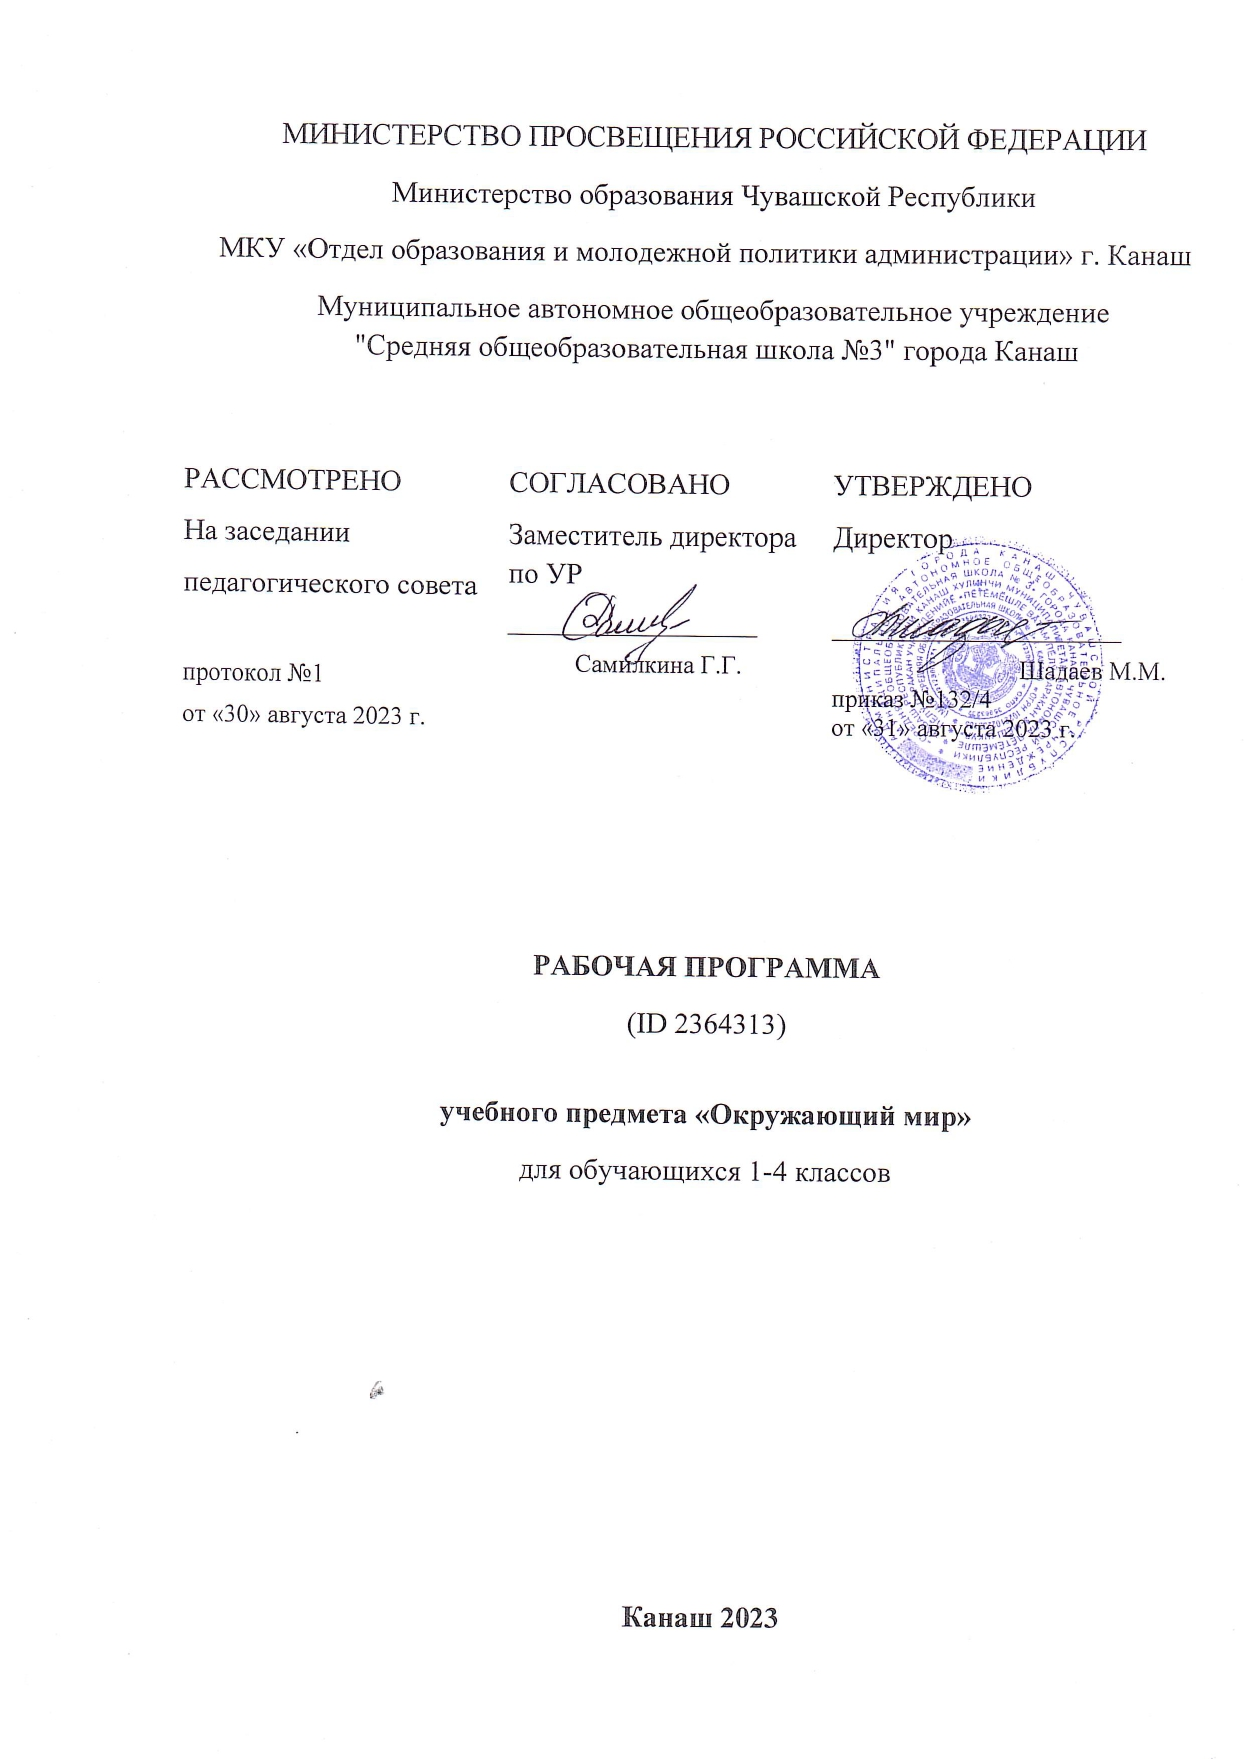 МИНИСТЕРСТВО ПРОСВЕЩЕНИЯ РОССИЙСКОЙ ФЕДЕРАЦИИ
Министерство образования Чувашской Республики
МКУ «Отдел образования и молодежной политики администрации» г. Канаш
Муниципальное автономное общеобразовательное учреждение
"Средняя общеобразовательная школа №3" города Канаш
РАССМОТРЕНО
На заседании
педагогического совета
протокол №1
от «30» августа 2023 г.
СОГЛАСОВАНО
Заместитель директора
по УР
Самилкина Г.Г.
УТВЕРЖДЕНО
Директор
Шадаев М.М.
приказ №132/4
от «31» августа 2023 г.
РАБОЧАЯ ПРОГРАММА
(ID 2364313)
учебного предмета «Окружающий мир»
для обучающихся 1-4 классов
Канаш 2023